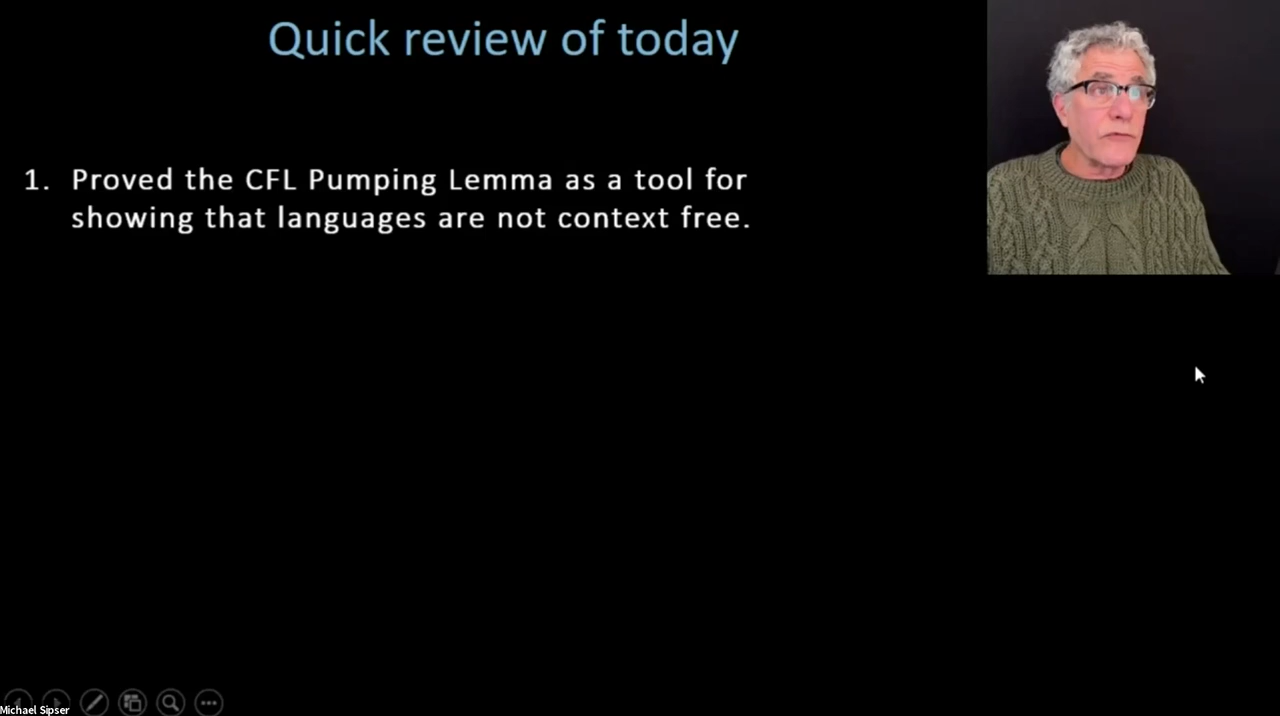 Quick review of today
1. Proved the CFL Pumping Lemma as a tool for
showing that languages are not context free.
Michael Sipser